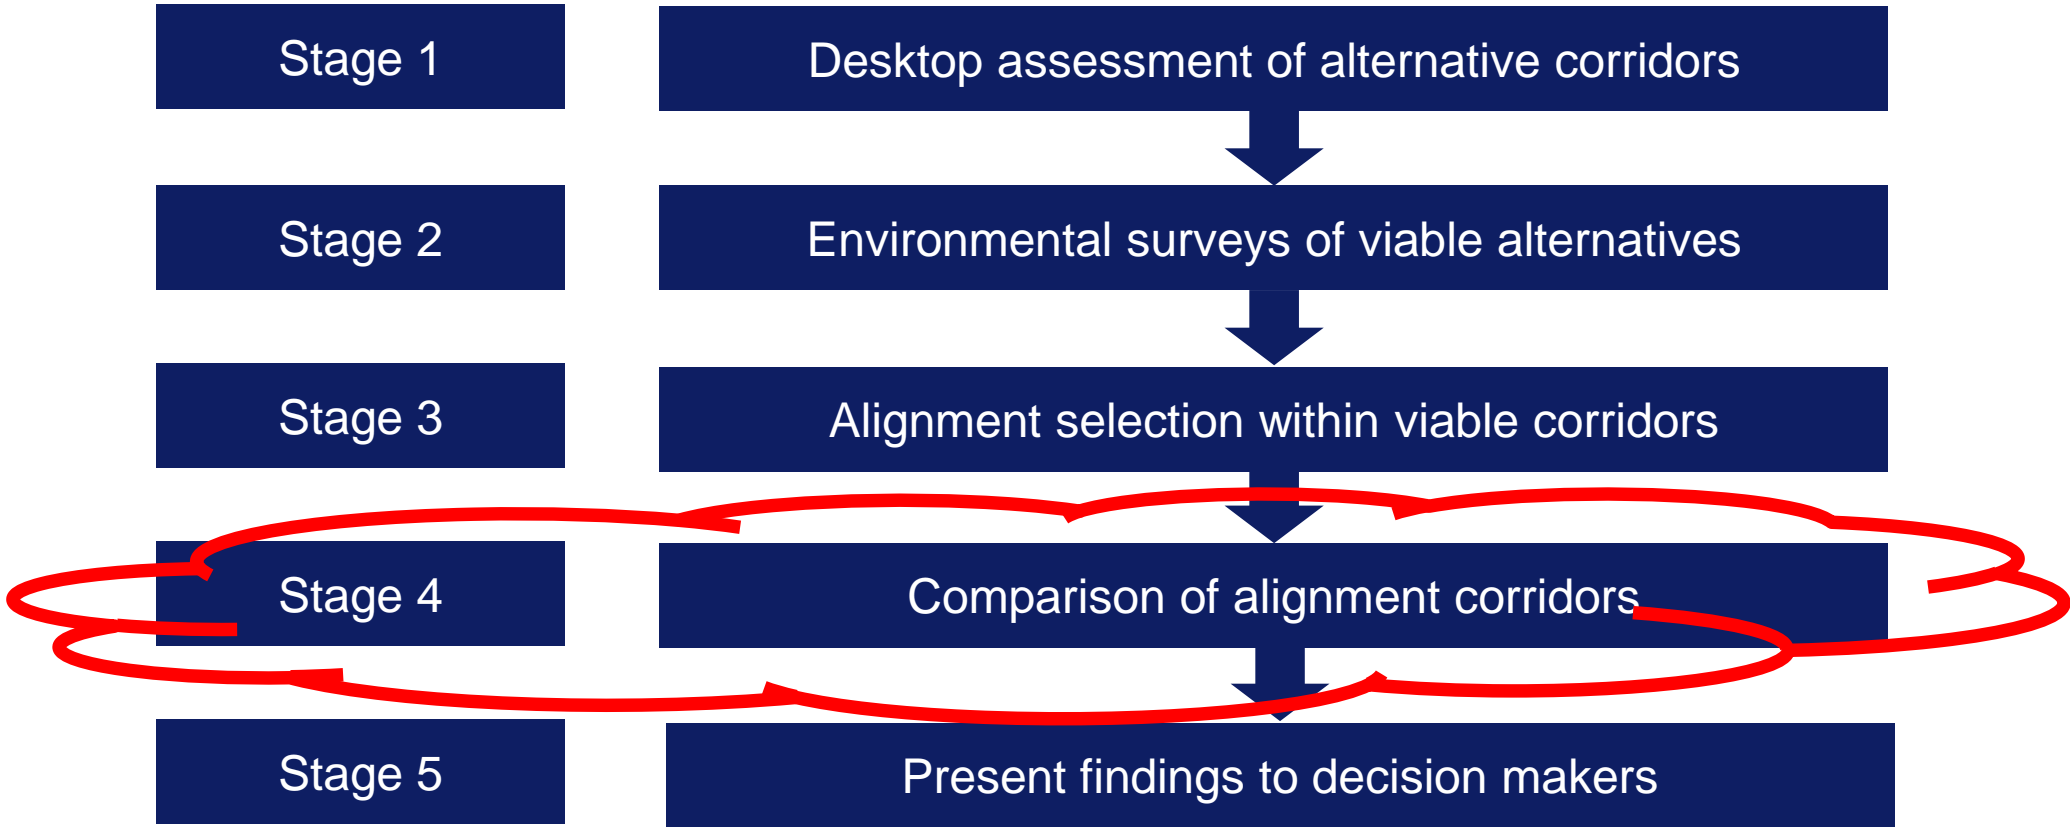 Stage 1
Desktop assessment of alternative corridors
Stage 2
Environmental surveys of viable alternatives
Stage 3
Alignment selection within viable corridors
Stage 4
Comparison of alignment corridors
Stage 5
Present findings to decision makers